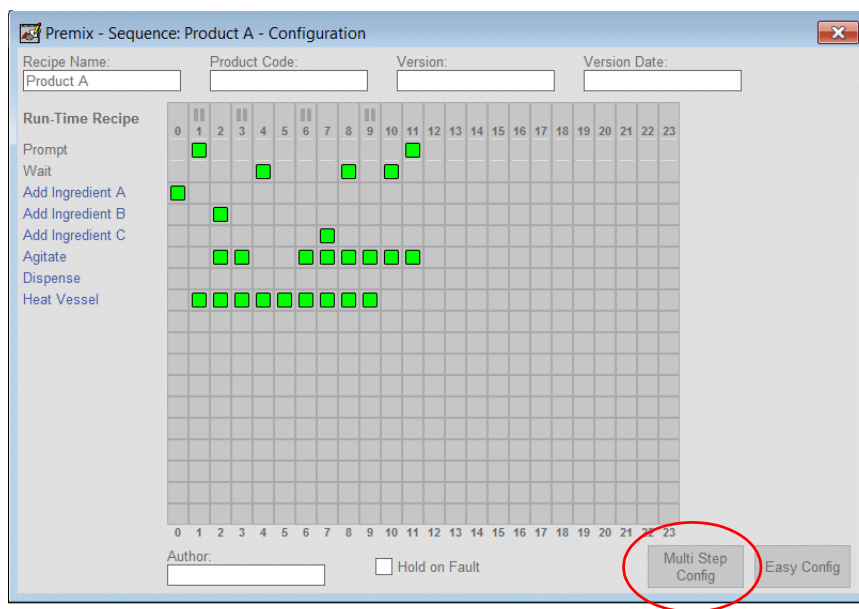 Premix - Sequence: Product A - Configuration
Recipe Name: Product Code: Version: Version Date:
Product A
Run-Time Recipe
0 1 2 3 4 5 6 7 8 9 10 11 12 13 14 15 16 17 18 19 20 21 22 23
Prompt
Wait
Add Ingredient A
Add Ingredient B
Add Ingredient C
Agitate
Dispense
Heat Vessel
0 1 2 3 4 5 6 7 8 9 10 11 12 13 14 15 16 17 18 19 20 21 22 23
Author:
Hold on Fault
Multi Step
Config
Easy Config